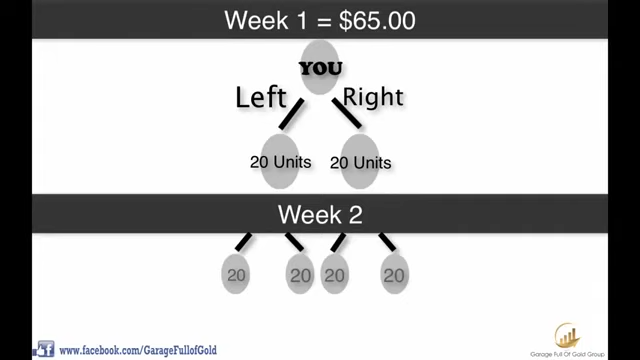 Week 1 = $65.00
YOU
Left Right
20 Units 20 Units
Week 2
20 20 20 20
www.facebook.com/GarageFullofGold
Garage Full Of Gold Group